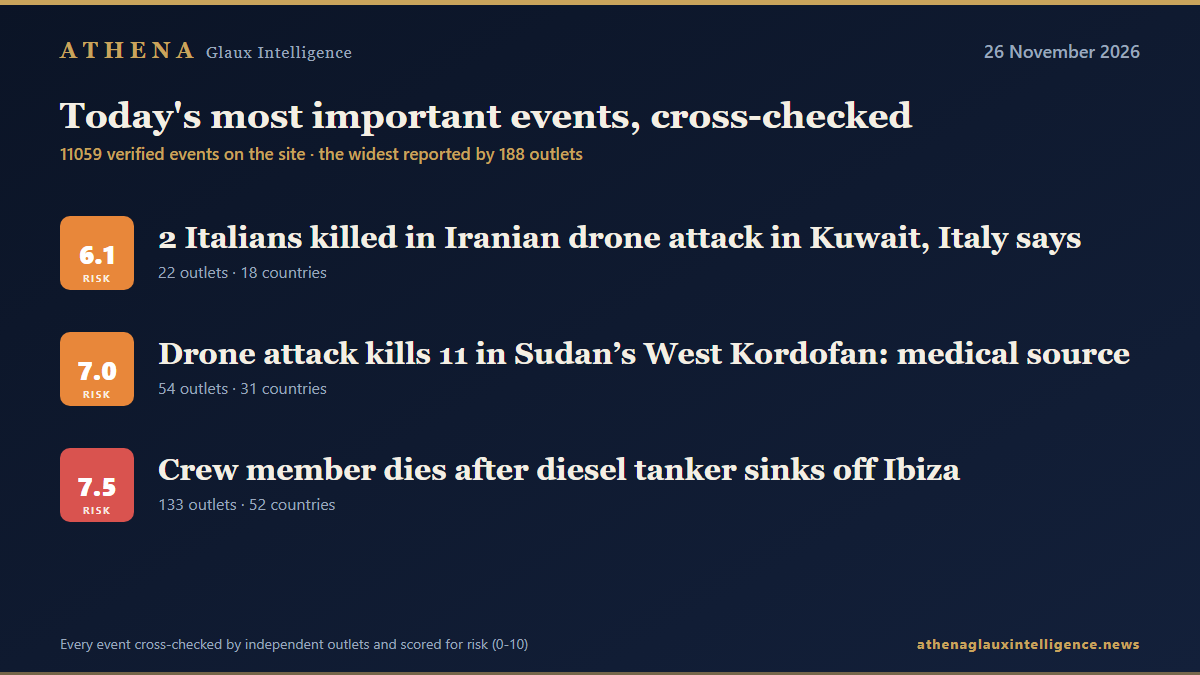 ATHENA Glaux Intelligence
26 November 2026
Today's most important events, cross-checked
11059 verified events on the site · the widest reported by 188 outlets
6.1
RISK
2 Italians killed in Iranian drone attack in Kuwait, Italy says
22 outlets · 18 countries
7.0
RISK
Drone attack kills 11 in Sudan’s West Kordofan: medical source
54 outlets · 31 countries
7.5
RISK
Crew member dies after diesel tanker sinks off Ibiza
133 outlets · 52 countries
Every event cross-checked by independent outlets and scored for risk (0-10)
athenaglauxintelligence.news